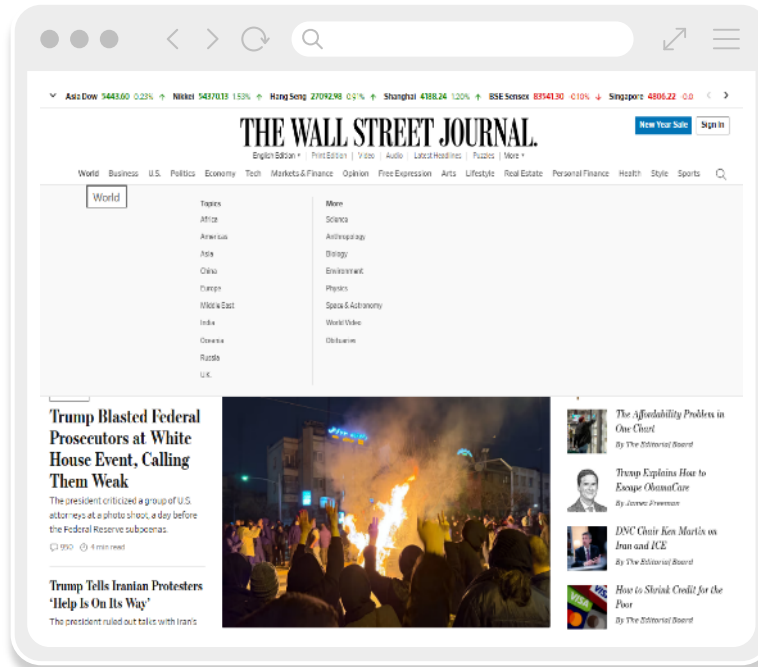 Asia Dow 5443.60 0.23% Nikkei 54370.13 1.53% Hang Seng 27092.98 0.91% Shanghai 4188.24 1.20% BSE Sensex 83541.30 -0.10% Singapore 4806.22 -0.0
THE WALL STREET JOURNAL.
New Year Sale Sign In
English Edition Print Edition | Video | Audio | Latest Headlines | Puzzles | More
World Business U.S. Politics Economy Tech Markets & Finance Opinion Free Expression Arts Lifestyle Real Estate Personal Finance Health Style Sports
World
Topics
Africa
Americas
Asia
China
Europe
Middle East
India
Oceania
Russia
U.K.
More
Science
Anthropology
Biology
Environment
Physics
Space & Astronomy
World Video
Obituaries
Trump Blasted Federal
Prosecutors at White
House Event, Calling
Them Weak
The president criticized a group of U.S.
attorneys at a photo shoot, a day before
the Federal Reserve subpoenas.
950 4 min read
Trump Tells Iranian Protesters
‘Help Is On Its Way’
The president ruled out talks with Iran's
The Affordability Problem in
One Chart
By The Editorial Board
Trump Explains How to
Escape ObamaCare
By James Freeman
DNC Chair Ken Martin on
Iran and ICE
By The Editorial Board
VISA
How to Shrink Credit for the
Poor
By The Editorial Board